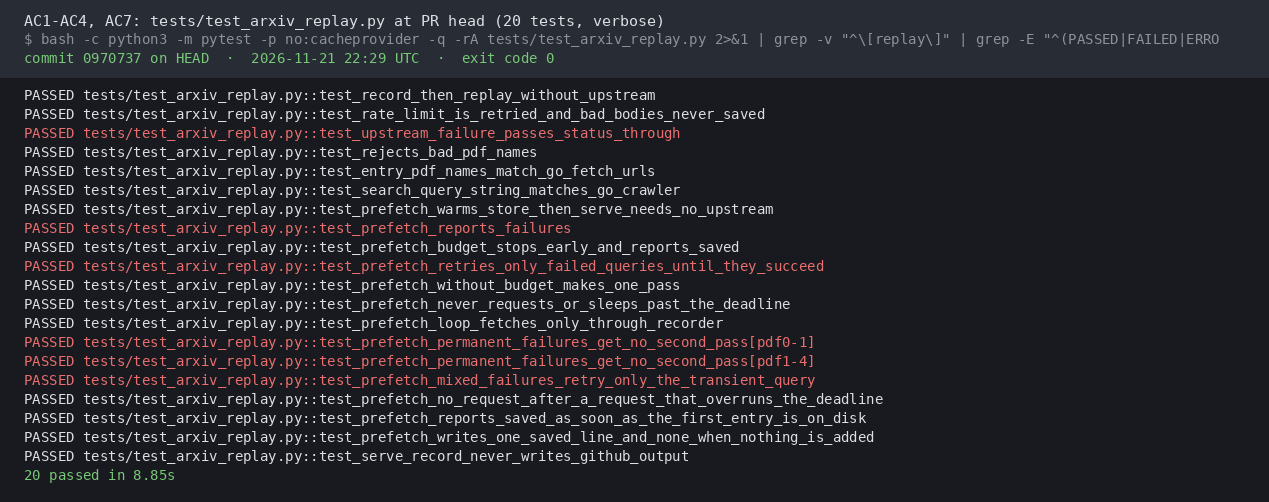 AC1-AC4, AC7: tests/test_arxiv_replay.py at PR head (20 tests, verbose)
$ bash -c python3 -m pytest -p no:cacheprovider -q -rA tests/test_arxiv_replay.py 2>&1 | grep -v "^\[replay\]" | grep -E "^(PASSED|FAILED|ERRO
commit 0970737 on HEAD · 2026-11-21 22:29 UTC · exit code 0
PASSED tests/test_arxiv_replay.py::test_record_then_replay_without_upstream
PASSED tests/test_arxiv_replay.py::test_rate_limit_is_retried_and_bad_bodies_never_saved
PASSED tests/test_arxiv_replay.py::test_upstream_failure_passes_status_through
PASSED tests/test_arxiv_replay.py::test_rejects_bad_pdf_names
PASSED tests/test_arxiv_replay.py::test_entry_pdf_names_match_go_fetch_urls
PASSED tests/test_arxiv_replay.py::test_search_query_string_matches_go_crawler
PASSED tests/test_arxiv_replay.py::test_prefetch_warms_store_then_serve_needs_no_upstream
PASSED tests/test_arxiv_replay.py::test_prefetch_reports_failures
PASSED tests/test_arxiv_replay.py::test_prefetch_budget_stops_early_and_reports_saved
PASSED tests/test_arxiv_replay.py::test_prefetch_retries_only_failed_queries_until_they_succeed
PASSED tests/test_arxiv_replay.py::test_prefetch_without_budget_makes_one_pass
PASSED tests/test_arxiv_replay.py::test_prefetch_never_requests_or_sleeps_past_the_deadline
PASSED tests/test_arxiv_replay.py::test_prefetch_loop_fetches_only_through_recorder
PASSED tests/test_arxiv_replay.py::test_prefetch_permanent_failures_get_no_second_pass[pdf0-1]
PASSED tests/test_arxiv_replay.py::test_prefetch_permanent_failures_get_no_second_pass[pdf1-4]
PASSED tests/test_arxiv_replay.py::test_prefetch_mixed_failures_retry_only_the_transient_query
PASSED tests/test_arxiv_replay.py::test_prefetch_no_request_after_a_request_that_overruns_the_deadline
PASSED tests/test_arxiv_replay.py::test_prefetch_reports_saved_as_soon_as_the_first_entry_is_on_disk
PASSED tests/test_arxiv_replay.py::test_prefetch_writes_one_saved_line_and_none_when_nothing_is_added
PASSED tests/test_arxiv_replay.py::test_serve_record_never_writes_github_output
20 passed in 8.85s